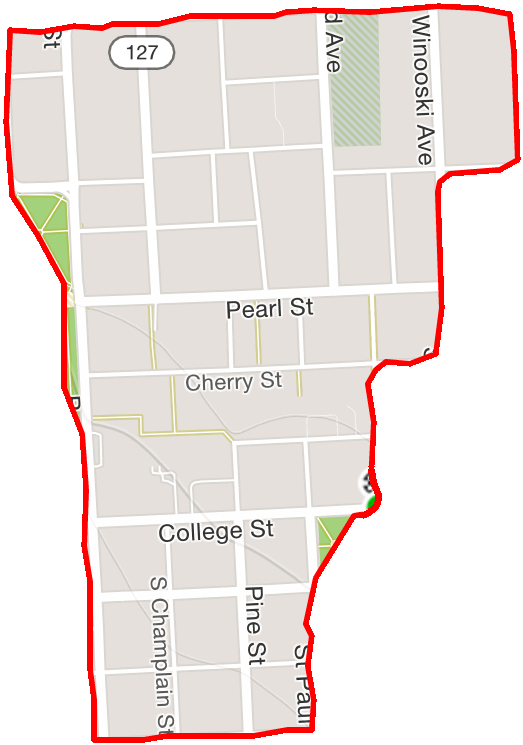 St
127
d Ave
Winooski Ave
Pearl St
Cherry St
College St
S Champlain St
Pine St
St Paul